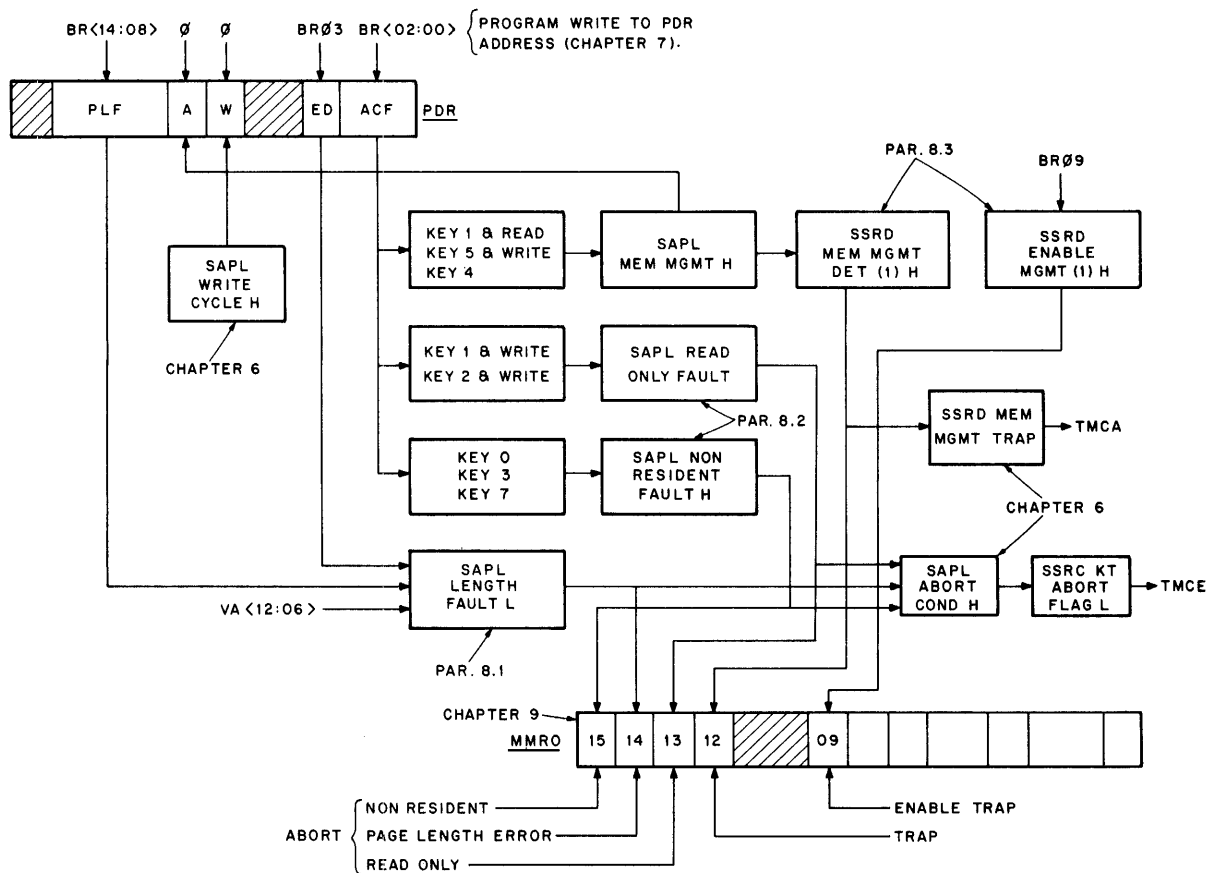 BR<14:08> Ø Ø BRØ3 BR<02:00> PROGRAM WRITE TO PDR
ADDRESS (CHAPTER 7).
PLF A W ED ACF PDR
PAR. 8.3
BRØ9
KEY 1 & READ
KEY 5 & WRITE
KEY 4
SAPL
MEM MGMT H
SSRD
MEM MGMT
DET (1) H
SSRD
ENABLE
MGMT (1) H
SAPL
WRITE
CYCLE H
CHAPTER 6
KEY 1 & WRITE
KEY 2 & WRITE
SAPL READ
ONLY FAULT
PAR. 8.2
SSRD MEM
MGMT TRAP
TMCA
KEY 0
KEY 3
KEY 7
SAPL NON
RESIDENT
FAULT H
CHAPTER 6
SAPL
LENGTH
FAULT L
VA <12:06>
PAR. 8.1
SAPL
ABORT
COND H
SSRC KT
ABORT
FLAG L
TMCE
CHAPTER 9
MMRO 15 14 13 12 09
ABORT
NON RESIDENT
PAGE LENGTH ERROR
READ ONLY
ENABLE TRAP
TRAP